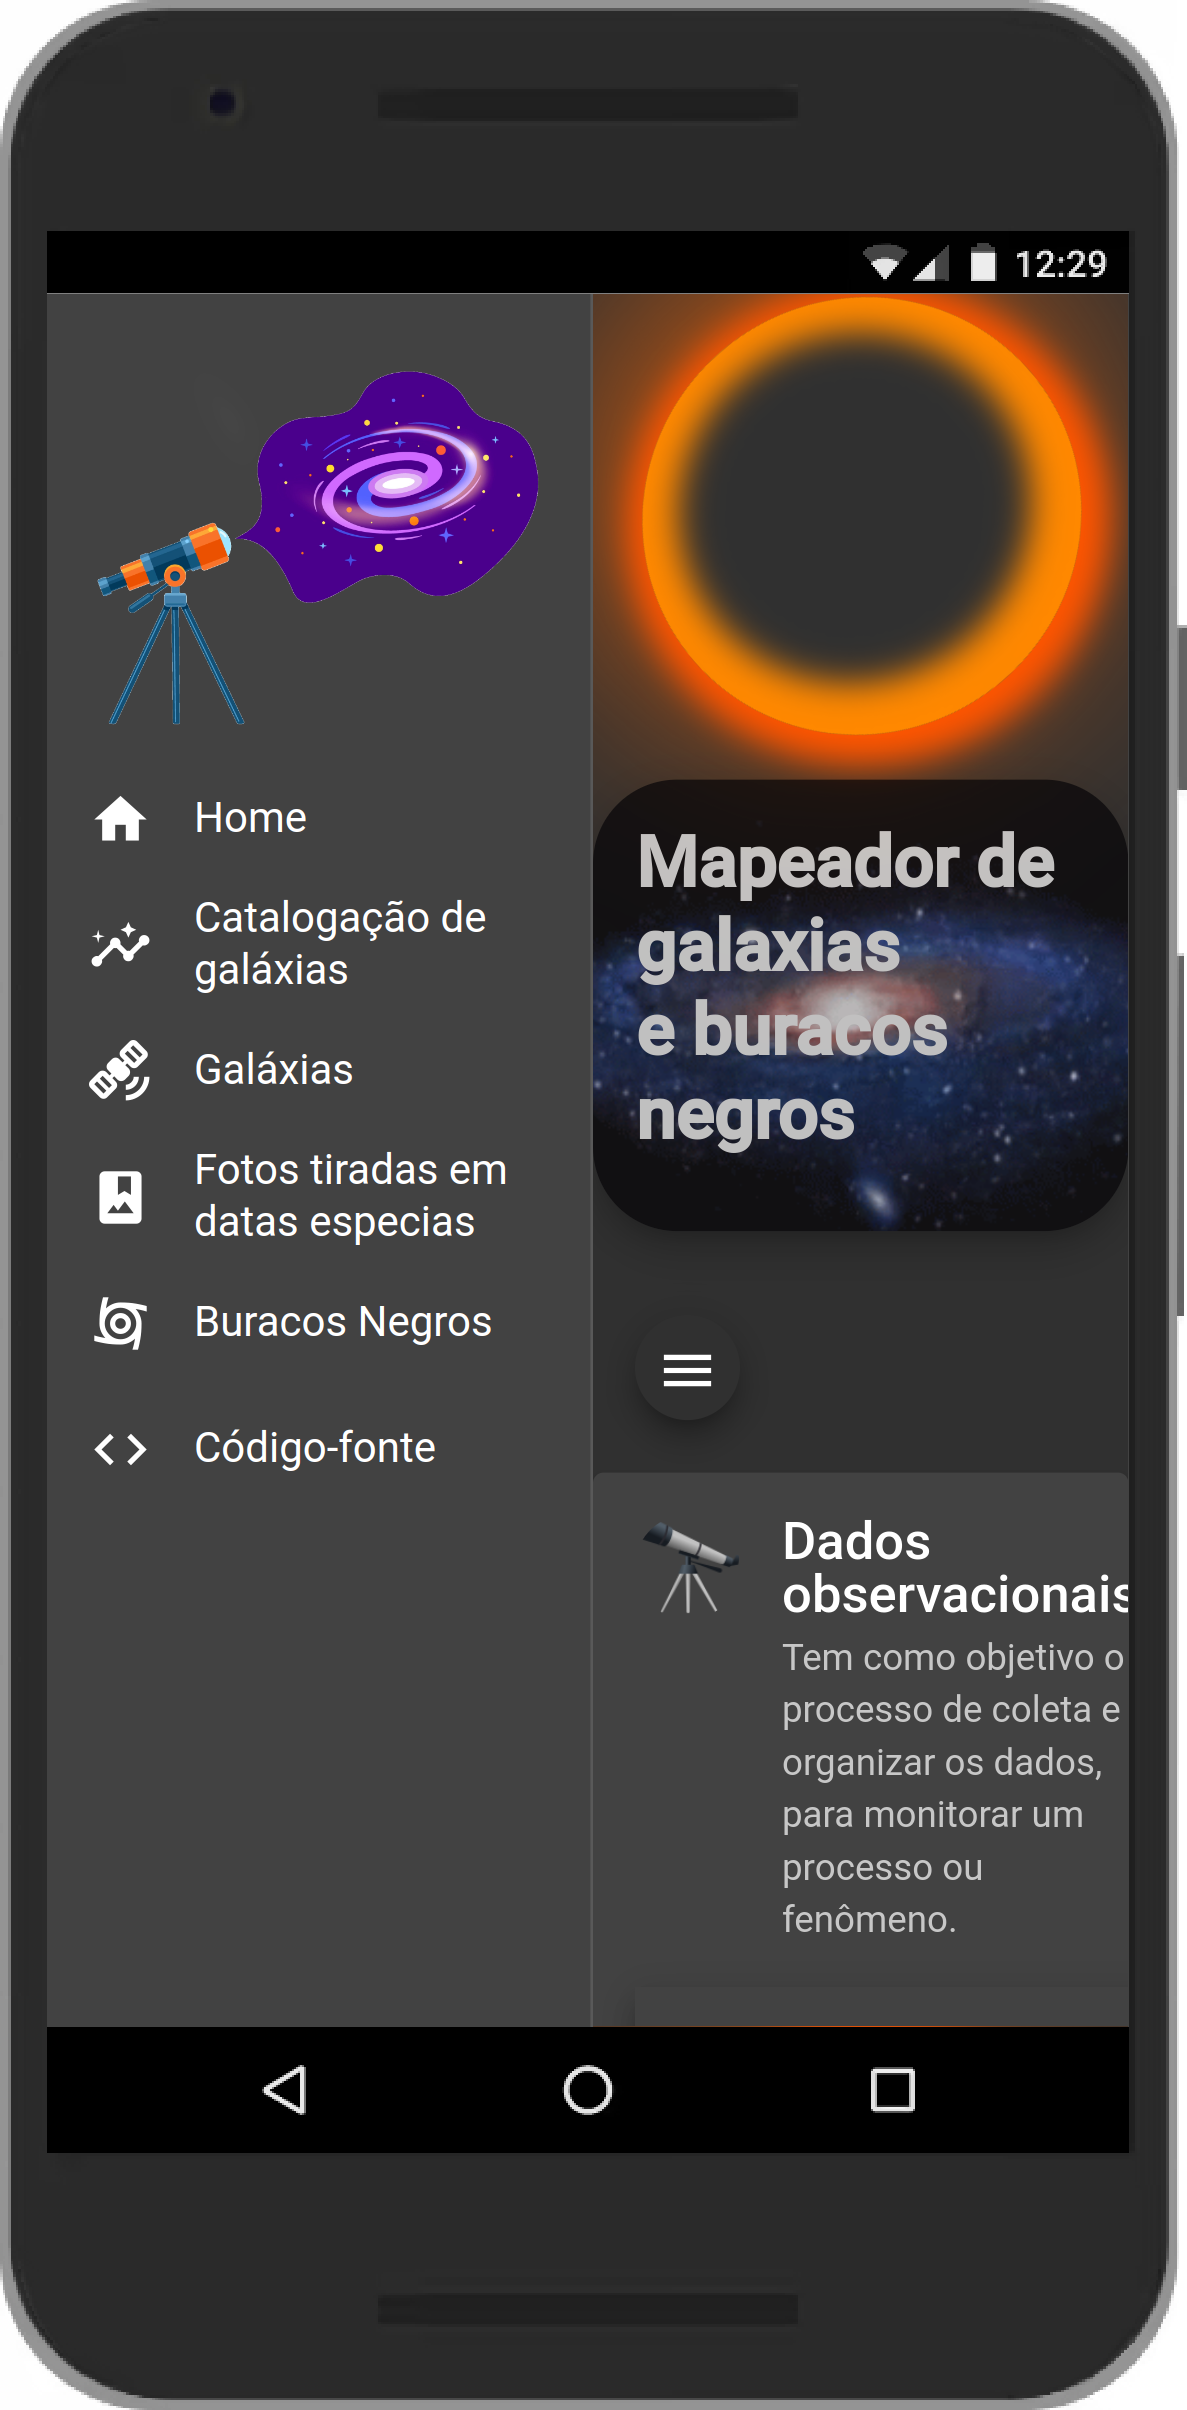 12:29
Home
Catalogação de
galáxias
Galáxias
Fotos tiradas em
datas especias
Buracos Negros
Código-fonte
Mapeador de
galaxias
e buracos
negros
Dados
observacionais
Tem como objetivo o
processo de coleta e
organizar os dados,
para monitorar um
processo ou
fenômeno.